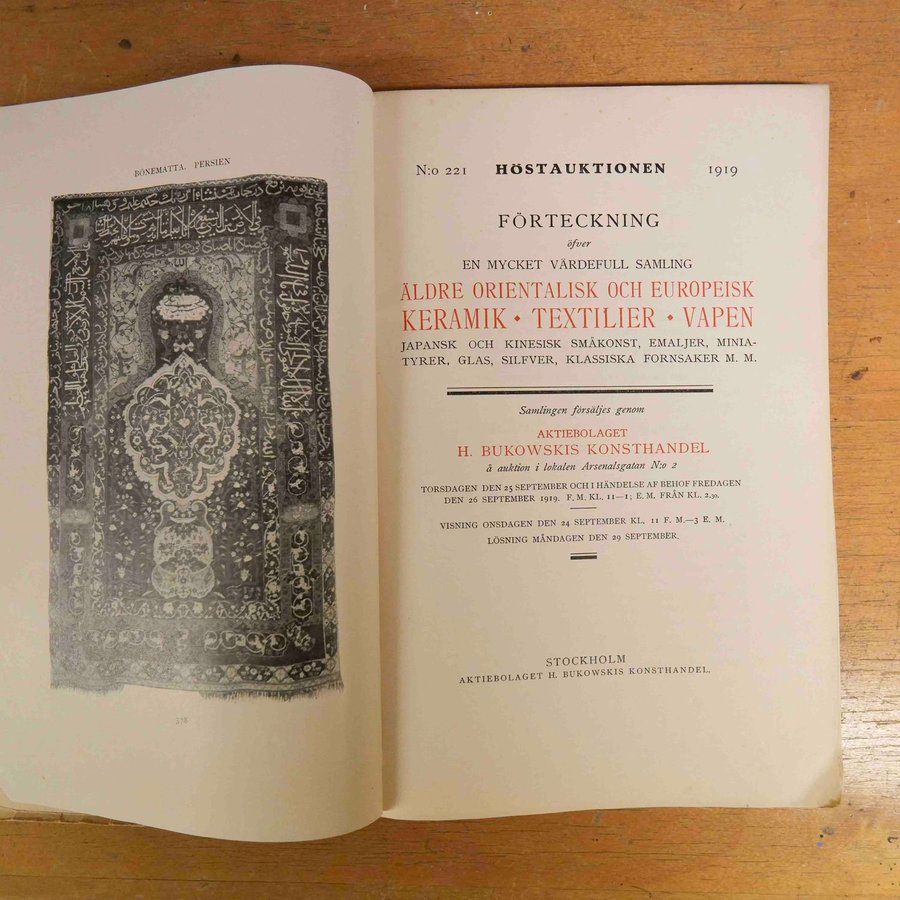 BÖNEMATTA. PERSIEN
378
N:o 221 HÖSTAUKTIONEN 1919
FÖRTECKNING
öfver
EN MYCKET VÄRDEFULL SAMLING
ÄLDRE ORIENTALISK OCH EUROPEISK
KERAMIK • TEXTILIER • VAPEN
JAPANSK OCH KINESISK SMÅKONST, EMALJER, MINIA-
TYRER, GLAS, SILFVER, KLASSISKA FORNSAKER M. M.
Samlingen försäljes genom
AKTIEBOLAGET
H. BUKOWSKIS KONSTHANDEL
å auktion i lokalen Arsenalsgatan N:o 2
TORSDAGEN DEN 25 SEPTEMBER OCH I HÄNDELSE AF BEHOF FREDAGEN
DEN 26 SEPTEMBER 1919. F. M. KL. 11—1; E. M. FRÅN KL. 2,30.
VISNING ONSDAGEN DEN 24 SEPTEMBER KL. 11 F. M.—3 E. M.
LÖSNING MÅNDAGEN DEN 29 SEPTEMBER.
STOCKHOLM
AKTIEBOLAGET H. BUKOWSKIS KONSTHANDEL.